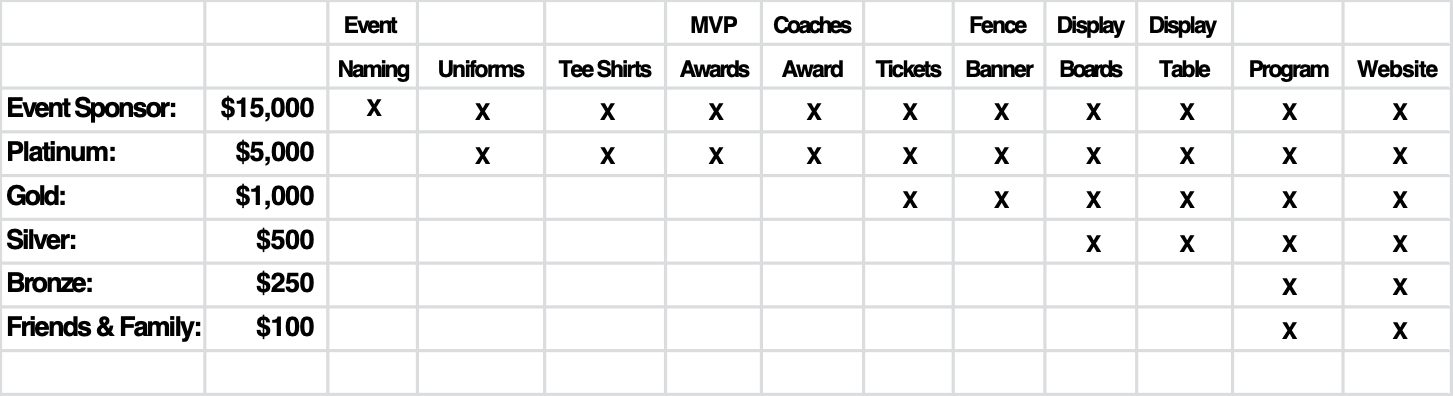 Event MVP Coaches Fence Display Display
Naming Uniforms Tee Shirts Awards Award Tickets Banner Boards Table Program Website
Event Sponsor: $15,000 X X X X X X X X X X X
Platinum: $5,000 X X X X X X X X X X
Gold: $1,000 X X X X X X
Silver: $500 X X X X
Bronze: $250 X X
Friends & Family: $100 X X